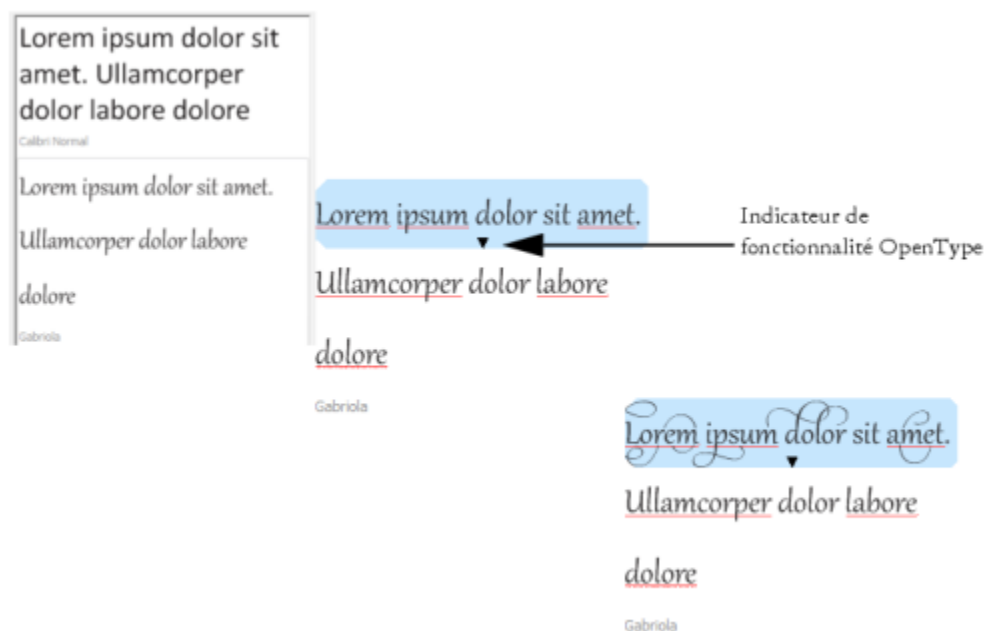 Lorem ipsum dolor sit
amet. Ullamcorper
dolor labore dolore
Calibri Normal
Lorem ipsum dolor sit amet.
Ullamcorper dolor labore
dolore
Gabriola
Lorem ipsum dolor sit amet.
Ullamcorper dolor labore
dolore
Gabriola
Indicateur de
fonctionnalité OpenType
Lorem ipsum dolor sit amet.
Ullamcorper dolor labore
dolore
Gabriola